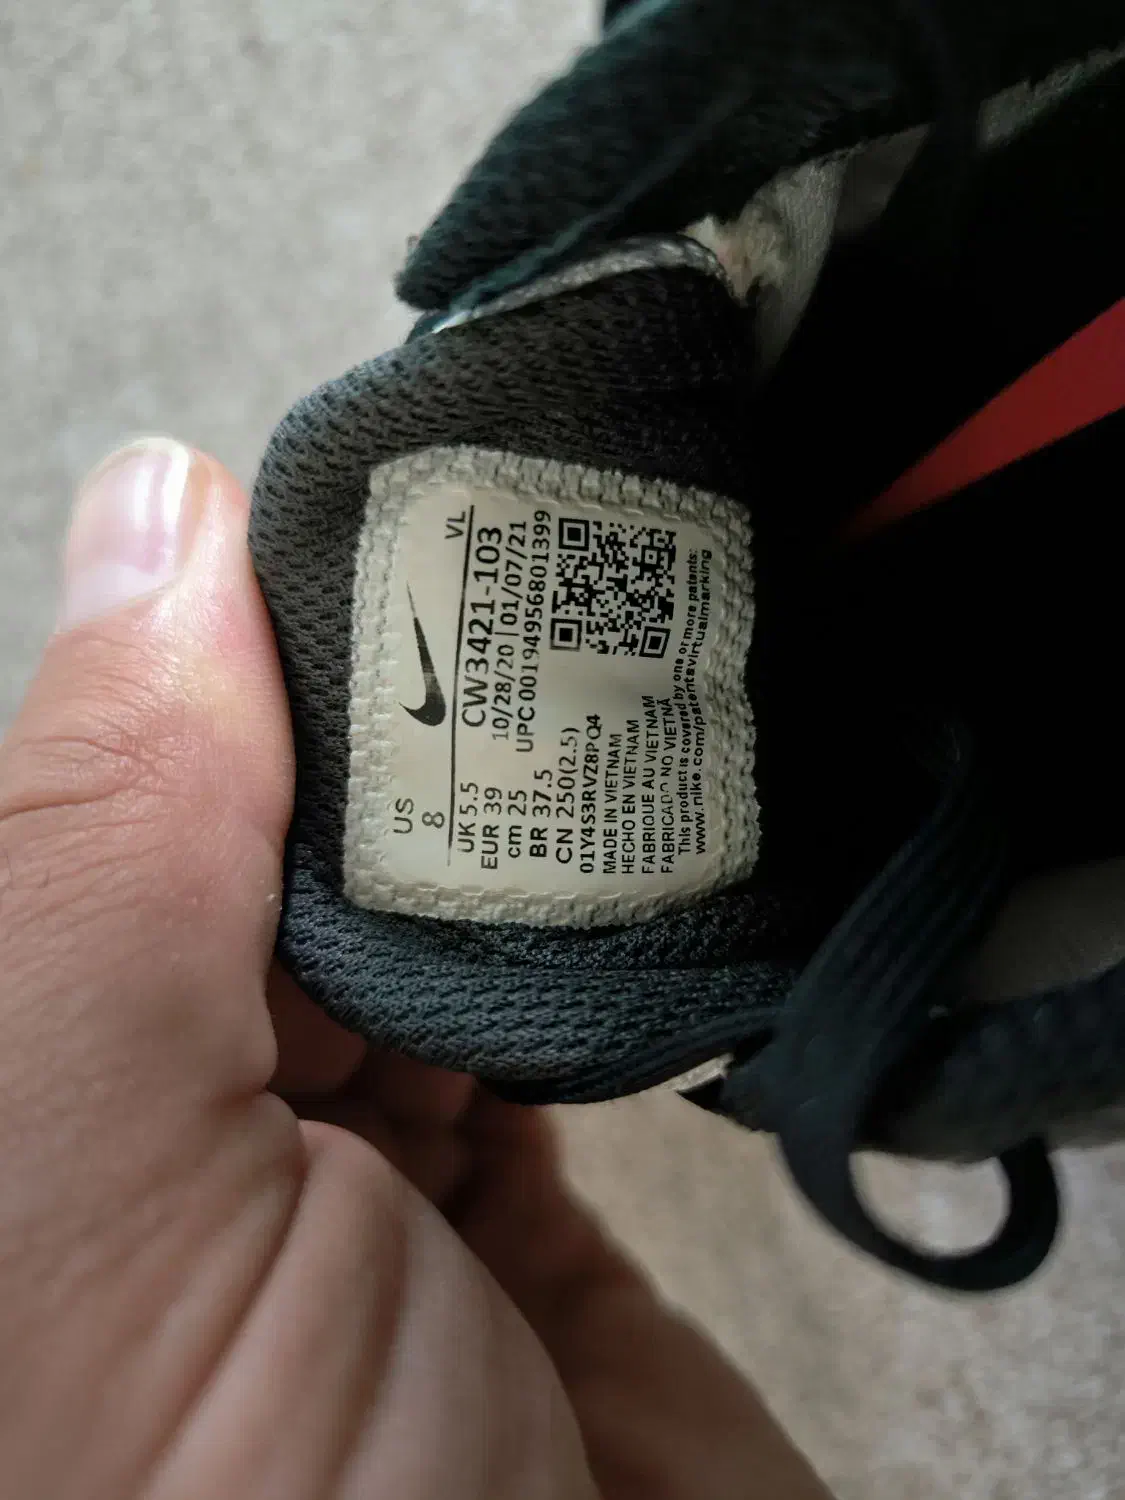 VL
CW3421-103
10/28/20 | 01/07/21
UPC 00194956801399
US
8
UK 5.5
EUR 39
cm 25
BR 37.5
CN 250(2.5)
01Y4S3RVZ8PQ4
MADE IN VIETNAM
HECHO EN VIETNAM
FABRIQUE AU VIETNAM
FABRICADO NO VIETNÃ
This product is covered by one or more patents:
www.nike.com/patentsvirtualmarking